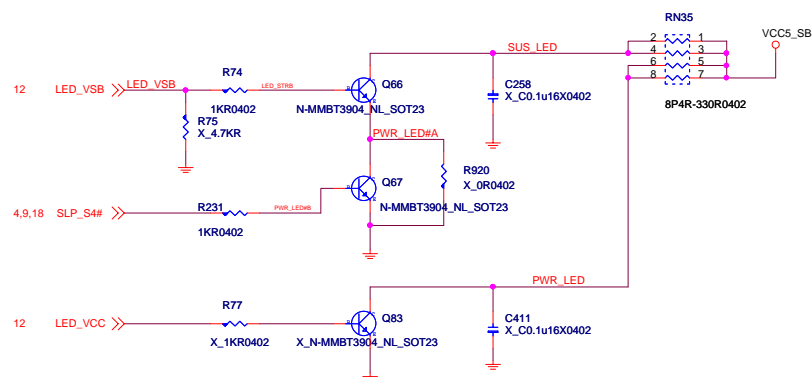 RN35
VCC5_SB
2 1
4 3
6 5
8 7
8P4R-330R0402
SUS_LED
12 LED_VSB LED_VSB
R74
1KR0402
LED_STRB
B C E
Q66
N-MMBT3904_NL_SOT23
C258
X_C0.1u16X0402
R75
X_4.7KR
PWR_LED#A
R920
X_0R0402
4,9,18 SLP_S4#
R231
1KR0402
PWR_LED#B
B C E
Q67
N-MMBT3904_NL_SOT23
PWR_LED
12 LED_VCC
R77
X_1KR0402
B C E
Q83
X_N-MMBT3904_NL_SOT23
C411
X_C0.1u16X0402